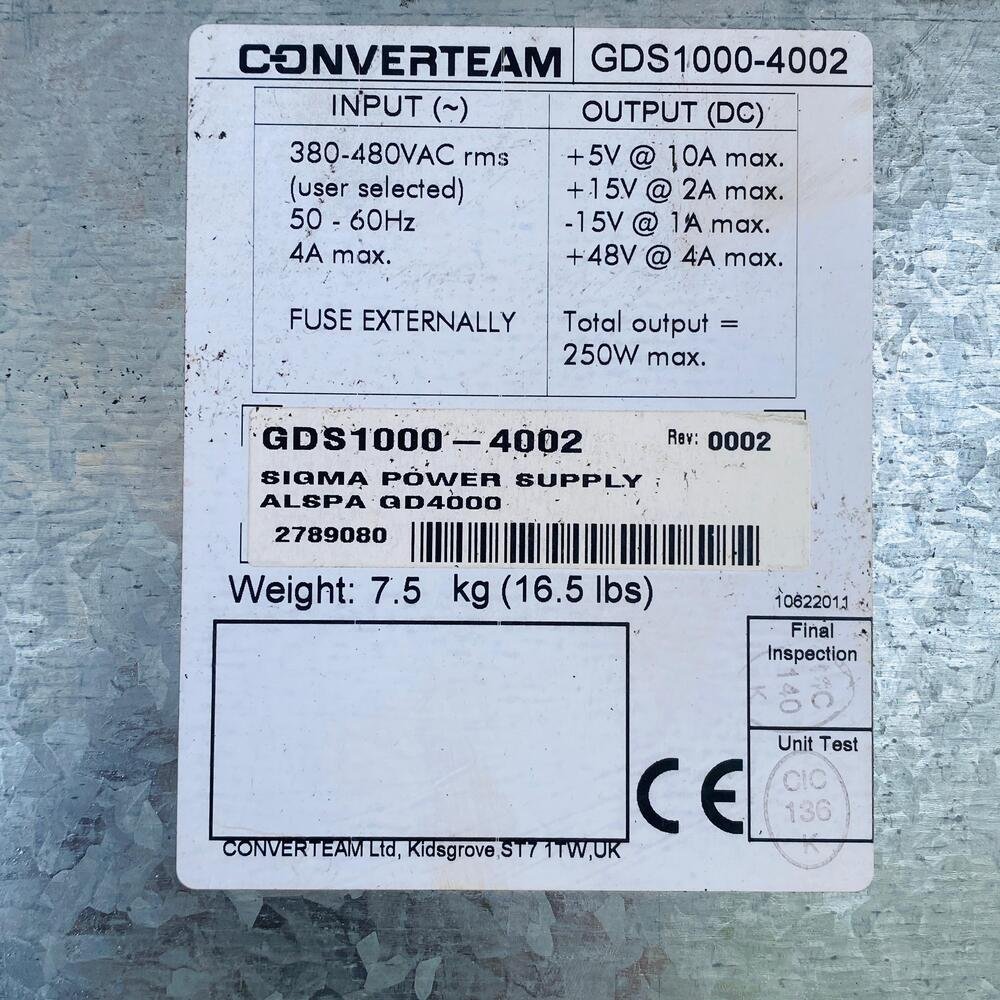 CONVERTEAM GDS1000-4002
INPUT (~)
380-480VAC rms
(user selected)
50 - 60Hz
4A max.
FUSE EXTERNALLY
OUTPUT (DC)
+5V @ 10A max.
+15V @ 2A max.
-15V @ 1A max.
+48V @ 4A max.
Total output =
250W max.
GDS1000-4002 Rev: 0002
SIGMA POWER SUPPLY
ALSPA GD4000
2789080
Weight: 7.5 kg (16.5 lbs)
10622011
Final
Inspection
140
K
Unit Test
CIC
136
K
CE
CONVERTEAM Ltd, Kidsgrove,ST7 1TW,UK